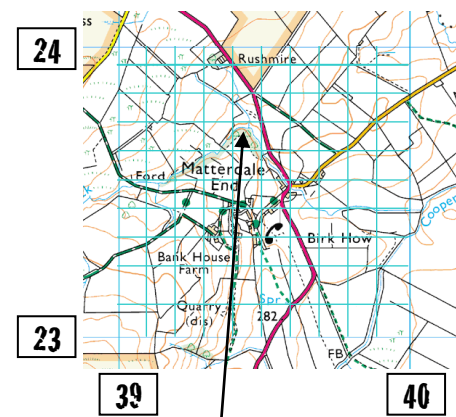 ss
24
Rushmire
Ford
Matterdale
End
Cooper
Birk How
Bank House
Farm
Quarry
(dis)
Spr
282
23
FB
39
40